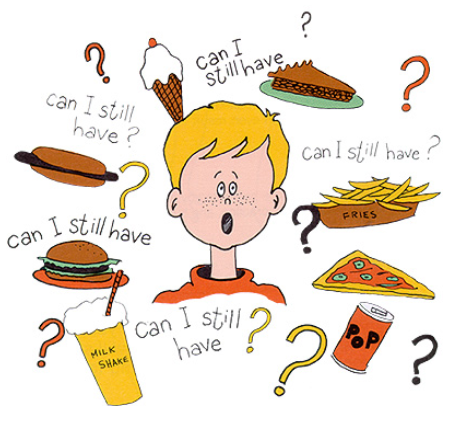 can I
still have
can I still
have ?
can I still have ?
FRIES
can I still have
can I still ?
have
MILK
SHAKE
POP
?
?
?
?
?
?
?
?